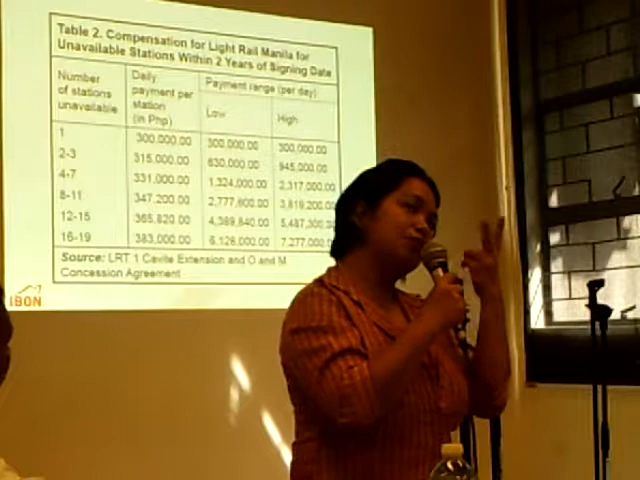 Table 2. Compensation for Light Rail Manila for
Unavailable Stations Within 2 Years of Signing Date
Number of stations unavailable | Daily payment per station (in Php) | Payment range (per day)
Low | High
1 | 300,000.00 | 300,000.00 | 300,000.00
2-3 | 315,000.00 | 630,000.00 | 945,000.00
4-7 | 331,000.00 | 1,324,000.00 | 2,317,000.00
8-11 | 347,200.00 | 2,777,600.00 | 3,819,200.00
12-15 | 365,820.00 | 4,389,840.00 | 5,487,300.00
16-19 | 383,000.00 | 6,128,000.00 | 7,277,000.00
Source: LRT 1 Cavite Extension and O and M
Concession Agreement
IBON